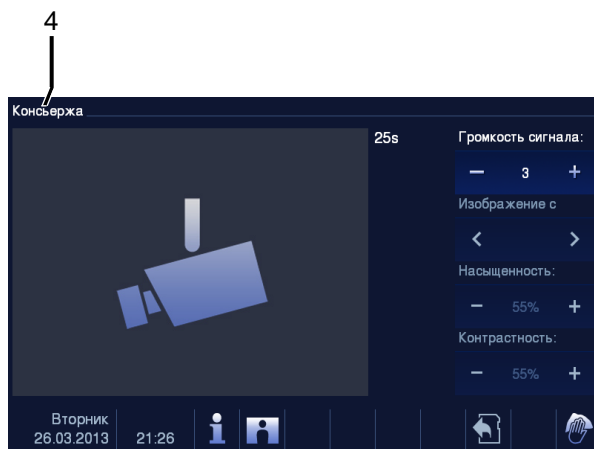 4
Консьержа
25s
Громкость сигнала:
− 3 +
Изображение с
< >
Насыщенность:
− 55% +
Контрастность:
− 55% +
Вторник
26.03.2013 21:26